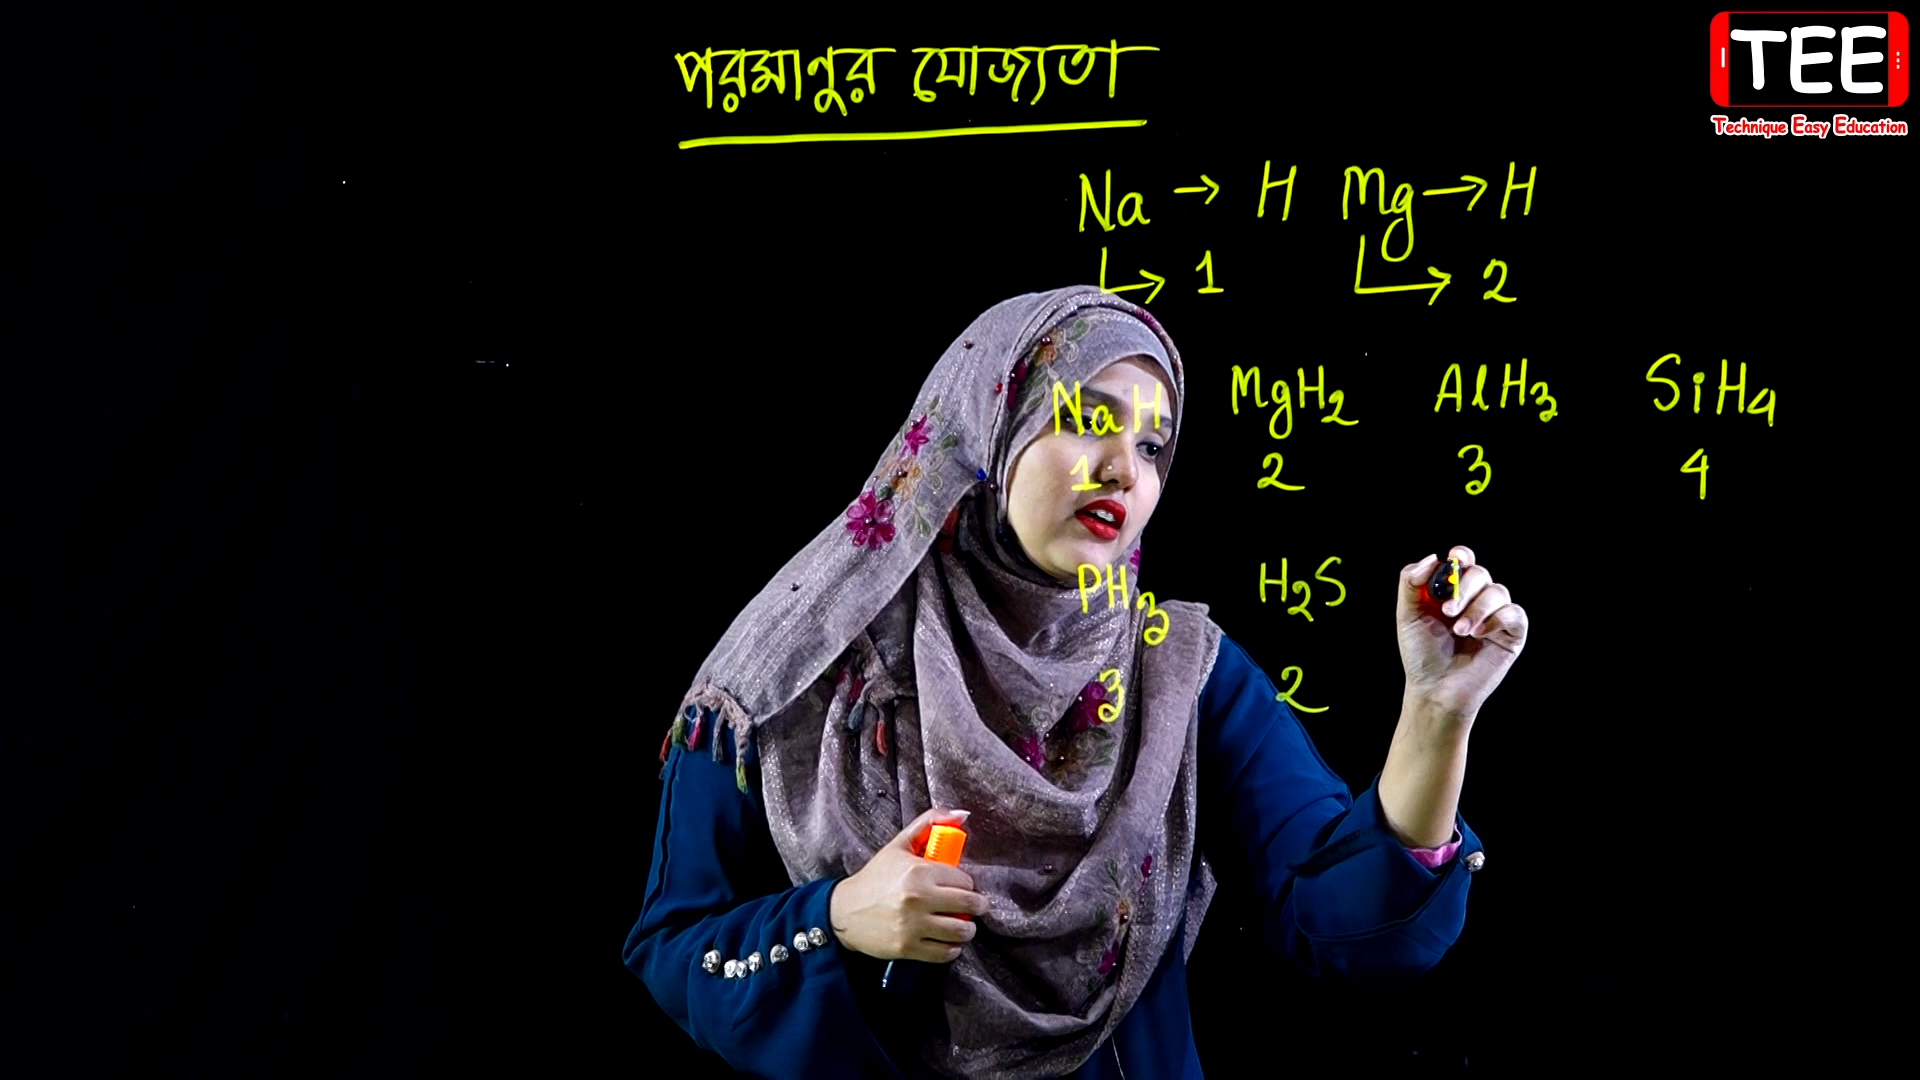 TEE
Technique Easy Education
পরমাণুর যোজ্যতা
Na → H Mg → H
1 2
NaH MgH2 AlH3 SiH4
1 2 3 4
PH3 H2S
3 2